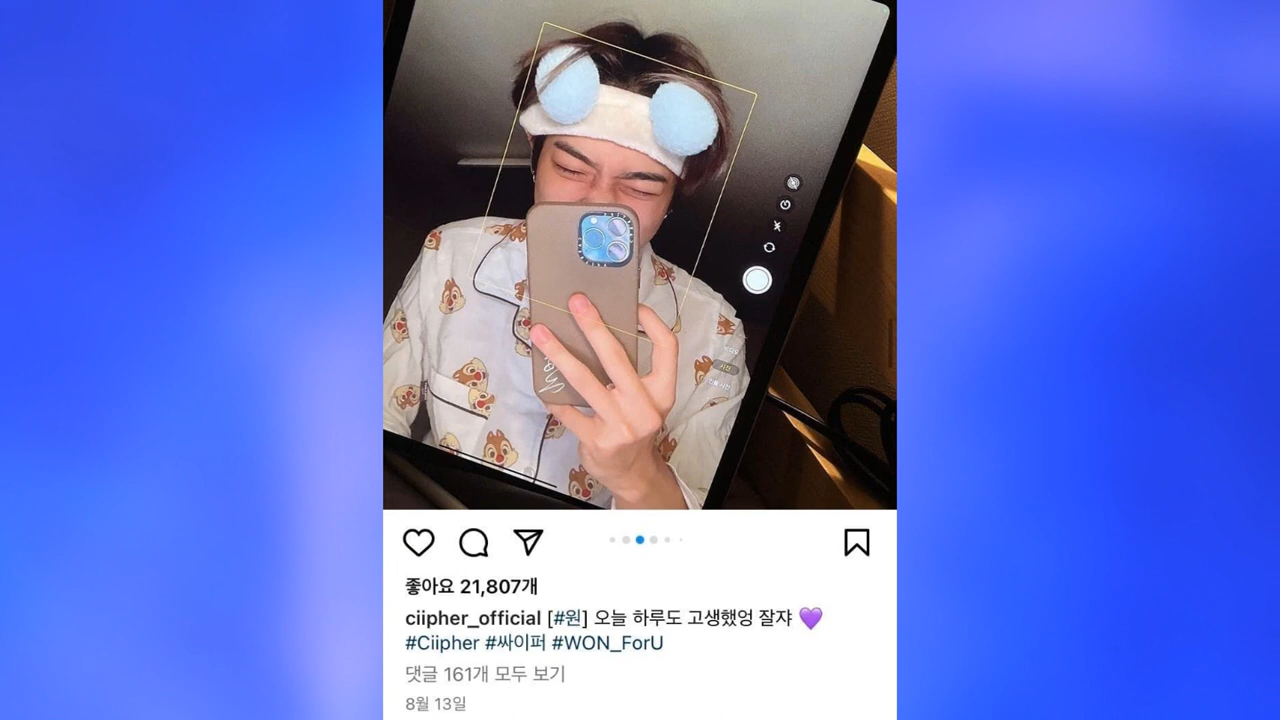 좋아요 21,807개
ciipher_official [#원] 오늘 하루도 고생했엉 잘쟈 💜
#Ciipher #싸이퍼 #WON_ForU
댓글 161개 모두 보기
8월 13일